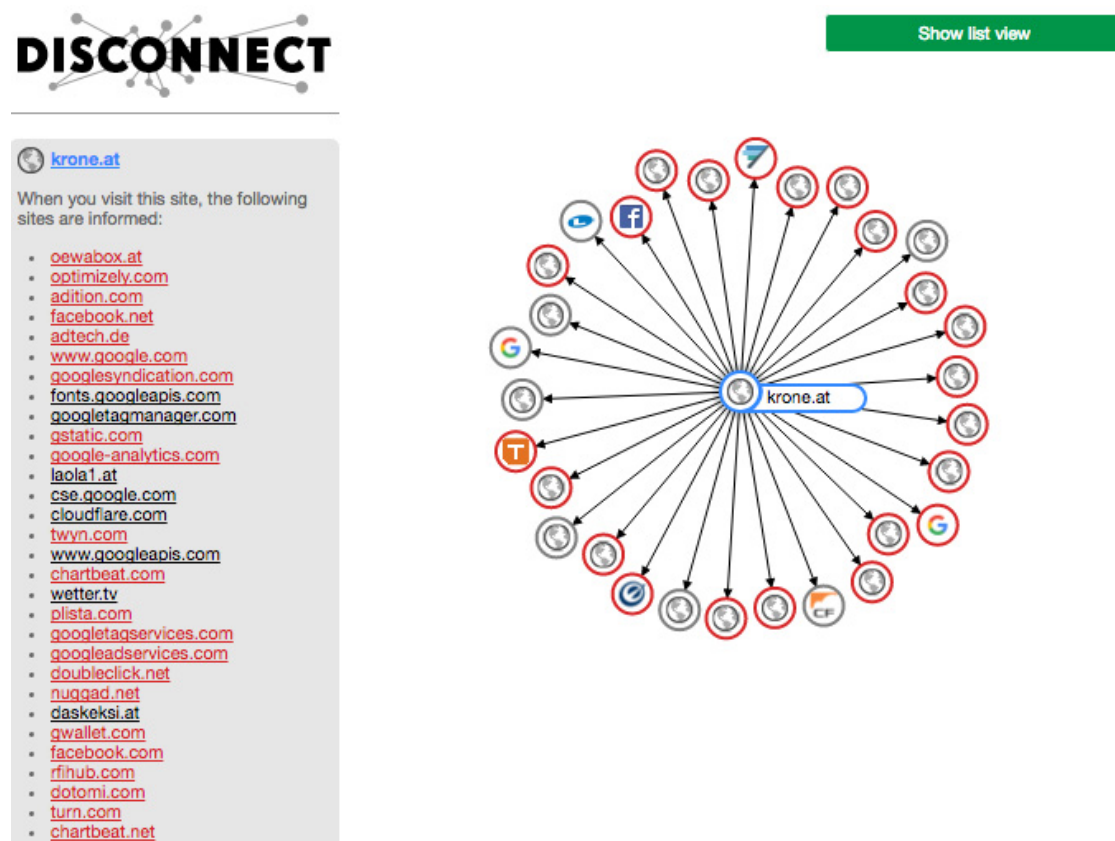 DISCONNECT
Show list view
krone.at
When you visit this site, the following
sites are informed:
oewabox.at
optimizely.com
adition.com
facebook.net
adtech.de
www.google.com
googlesyndication.com
fonts.googleapis.com
googletagmanager.com
gstatic.com
google-analytics.com
laola1.at
cse.google.com
cloudflare.com
twyn.com
www.googleapis.com
chartbeat.com
wetter.tv
plista.com
googletagservices.com
googleadservices.com
doubleclick.net
nuggad.net
daskeksi.at
gwallet.com
facebook.com
rfihub.com
dotomi.com
turn.com
chartbeat.net
f
G
krone.at
T
G
CF